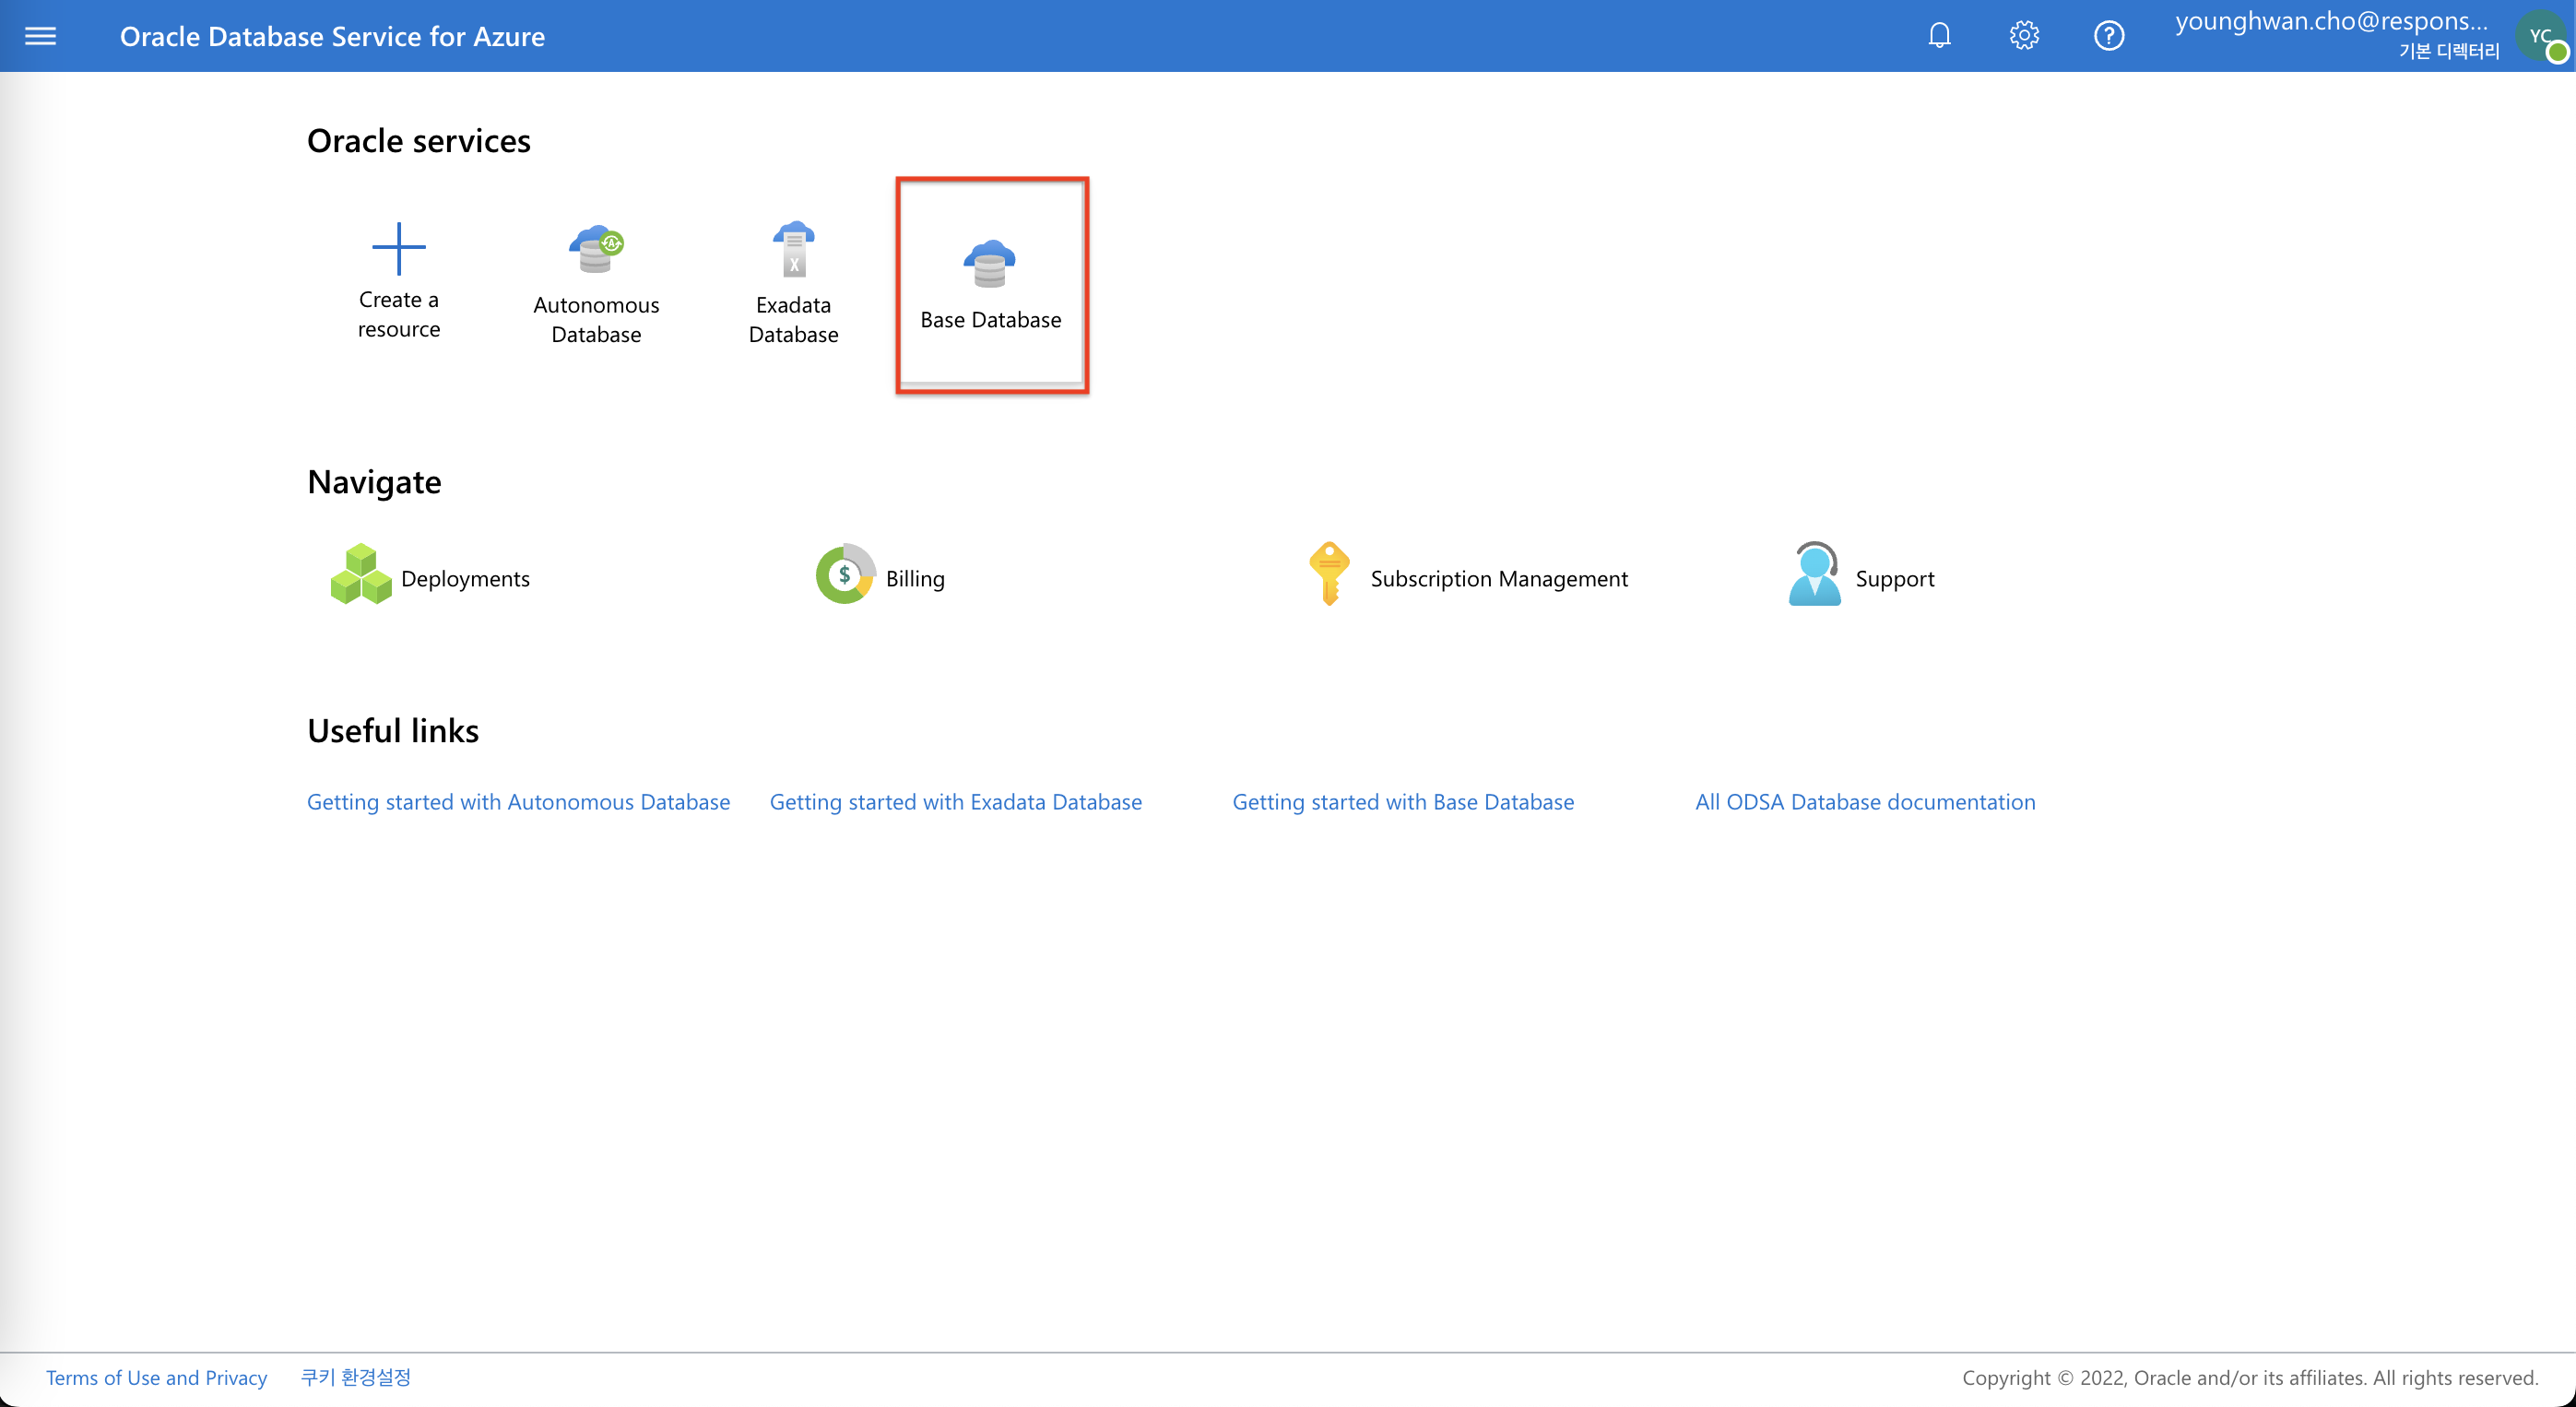 Oracle Database Service for Azure
younghwan.cho@respons...
기본 디렉터리
YC
Oracle services
Create a
resource
Autonomous
Database
Exadata
Database
Base Database
Navigate
Deployments
Billing
Subscription Management
Support
Useful links
Getting started with Autonomous Database
Getting started with Exadata Database
Getting started with Base Database
All ODSA Database documentation
Terms of Use and Privacy
쿠키 환경설정
Copyright © 2022, Oracle and/or its affiliates. All rights reserved.